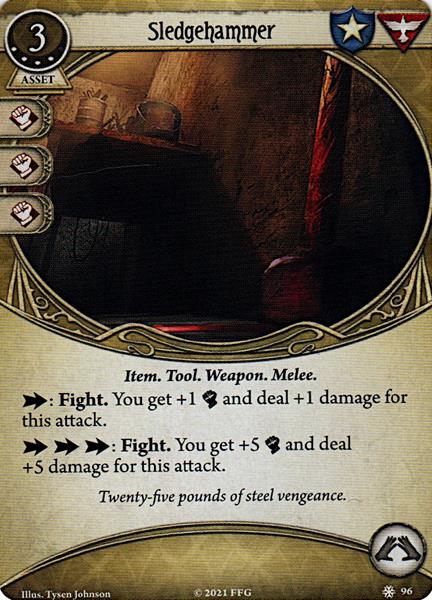 3
Sledgehammer
ASSET
Item. Tool. Weapon. Melee.
: Fight. You get +1 and deal +1 damage for
this attack.
: Fight. You get +5 and deal
+5 damage for this attack.
Twenty-five pounds of steel vengeance.
Illus. Tysen Johnson
© 2021 FFG
96